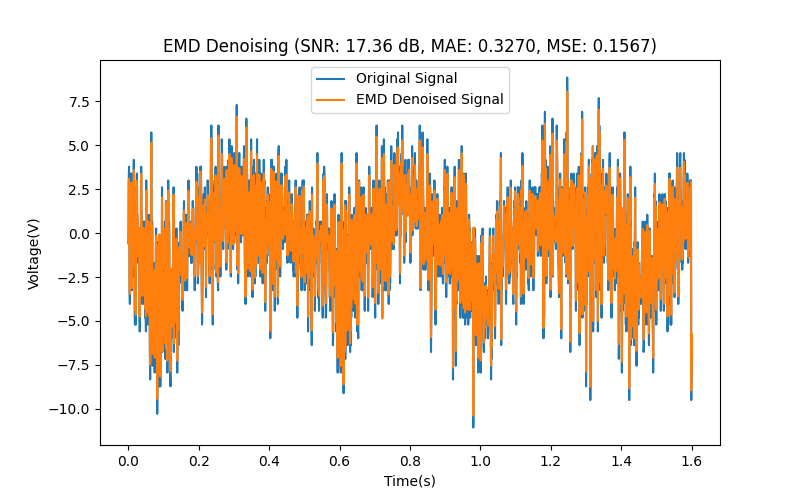 EMD Denoising (SNR: 17.36 dB, MAE: 0.3270, MSE: 0.1567)
Original Signal
EMD Denoised Signal
7.5
5.0
2.5
0.0
−2.5
−5.0
−7.5
−10.0
Voltage(V)
0.0 0.2 0.4 0.6 0.8 1.0 1.2 1.4 1.6
Time(s)